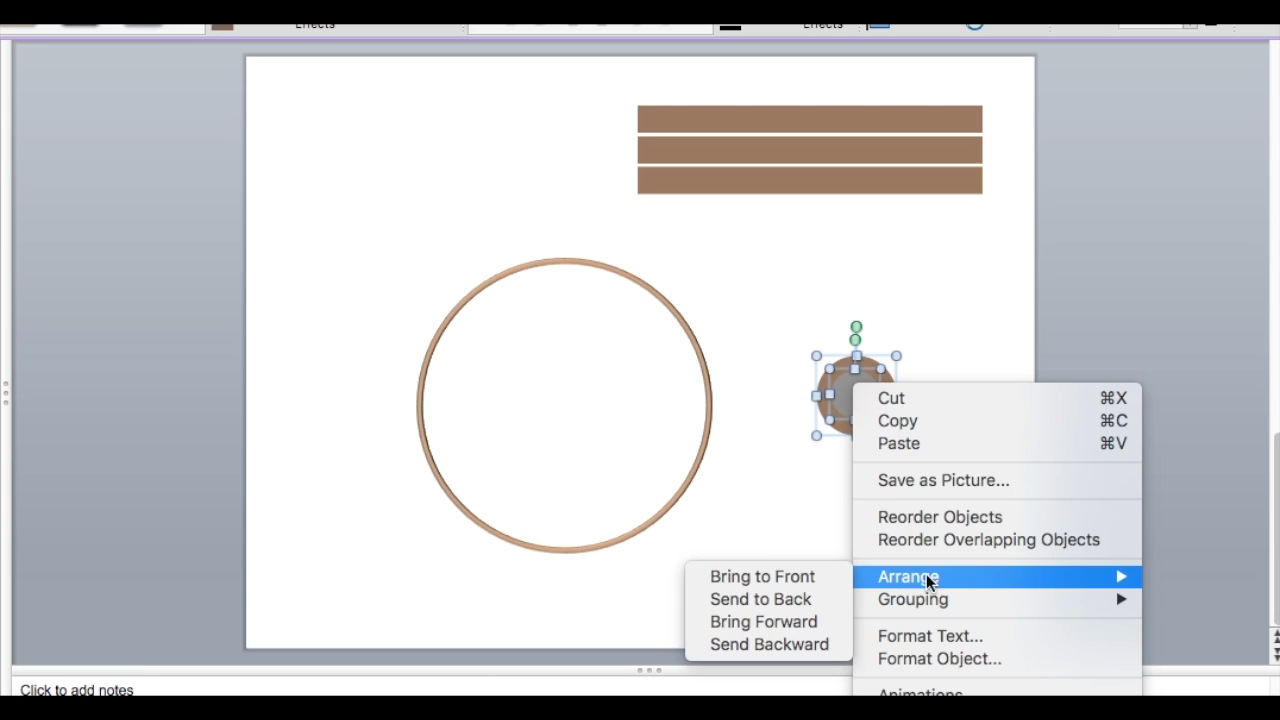 Effects
Effects
Cut ⌘X
Copy ⌘C
Paste ⌘V
Save as Picture...
Reorder Objects
Reorder Overlapping Objects
Arrange
Grouping
Format Text...
Format Object...
Animations
Bring to Front
Send to Back
Bring Forward
Send Backward
Click to add notes